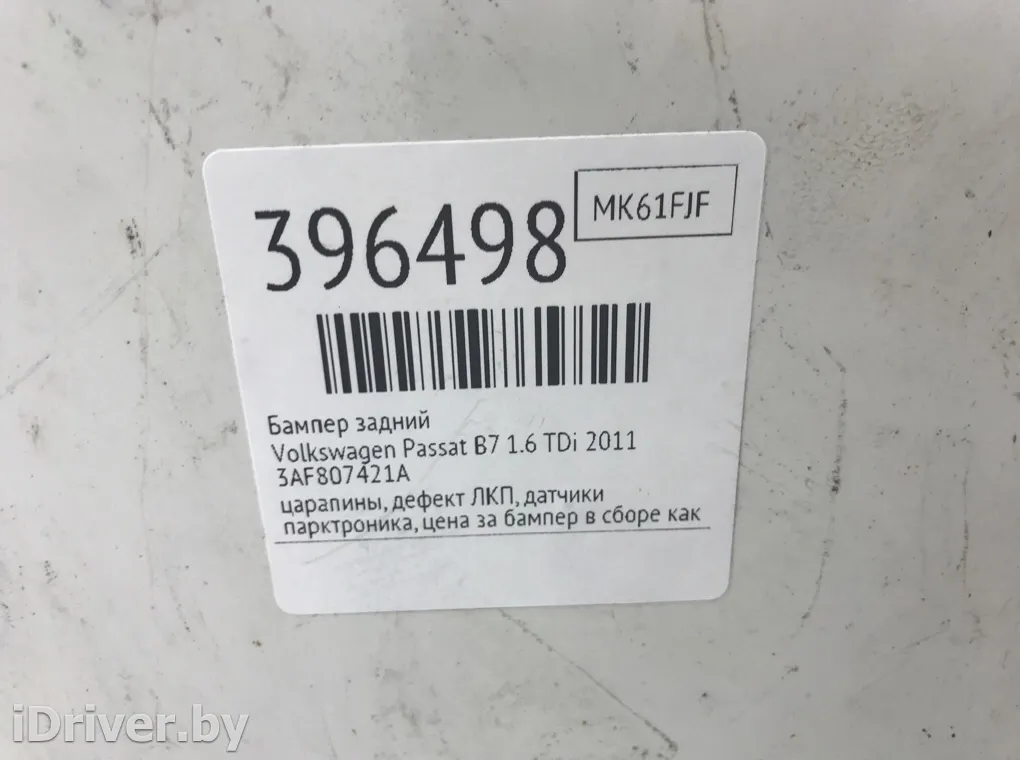 396498
MK61FJF
Бампер задний
Volkswagen Passat B7 1.6 TDi 2011
3AF807421A
царапины, дефект ЛКП, датчики
парктроника, цена за бампер в сборе как
iDriver.by